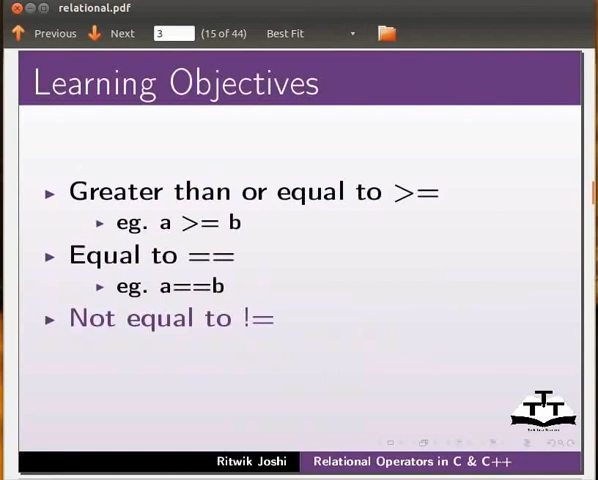 relational.pdf
Previous Next 3 (15 of 44) Best Fit
Learning Objectives
Greater than or equal to >=
eg. a >= b
Equal to ==
eg. a==b
Not equal to !=
Ritwik Joshi Relational Operators in C & C++